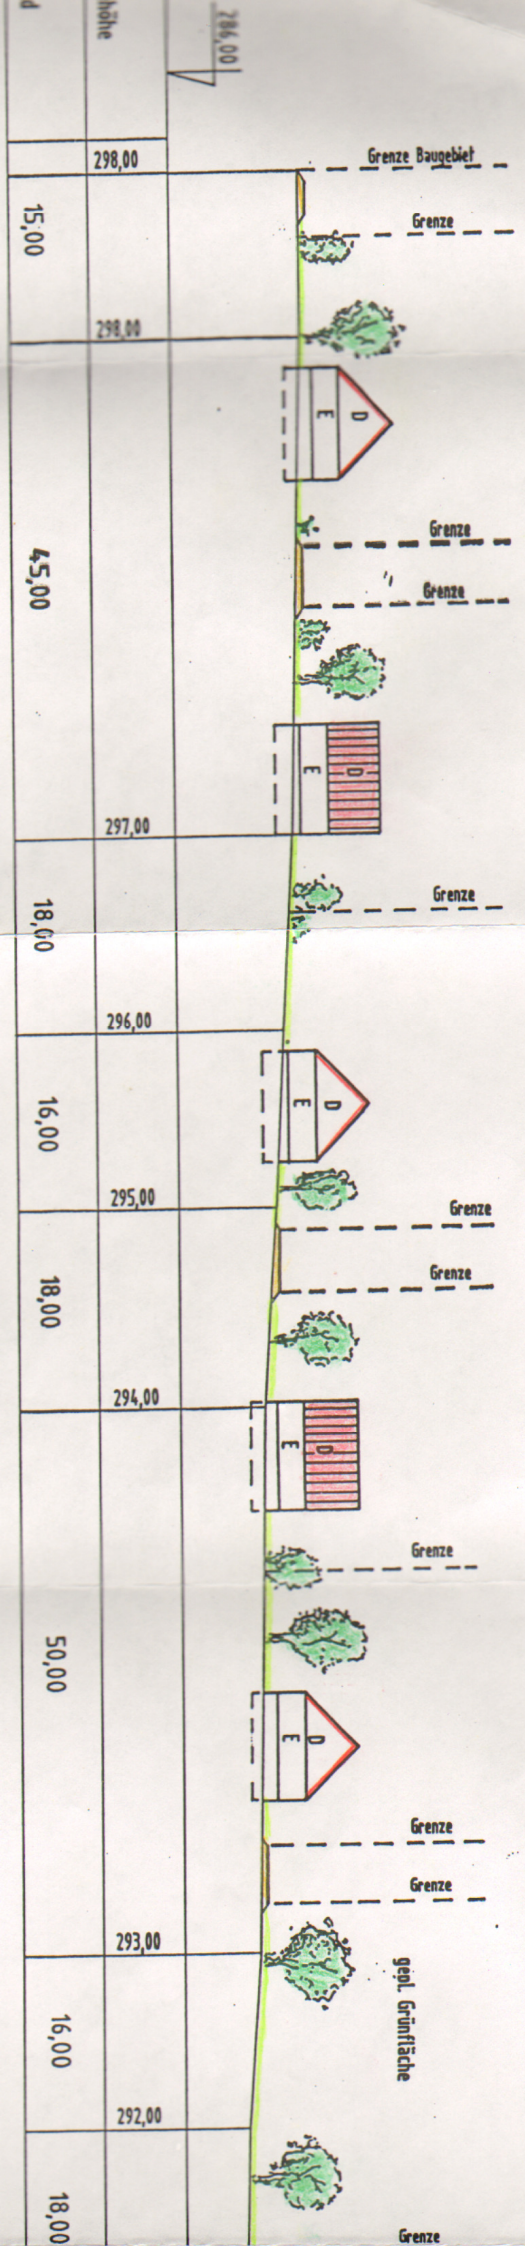 höhe
286,00
298,00
Grenze Baugebiet
Grenze
15,00
298,00
E
D
Grenze
Grenze
45,00
E
D
297,00
Grenze
18,00
296,00
E
D
16,00
295,00
Grenze
Grenze
18,00
294,00
E
D
Grenze
50,00
E
D
Grenze
Grenze
293,00
gepl. Grünfläche
16,00
292,00
18,00
Grenze